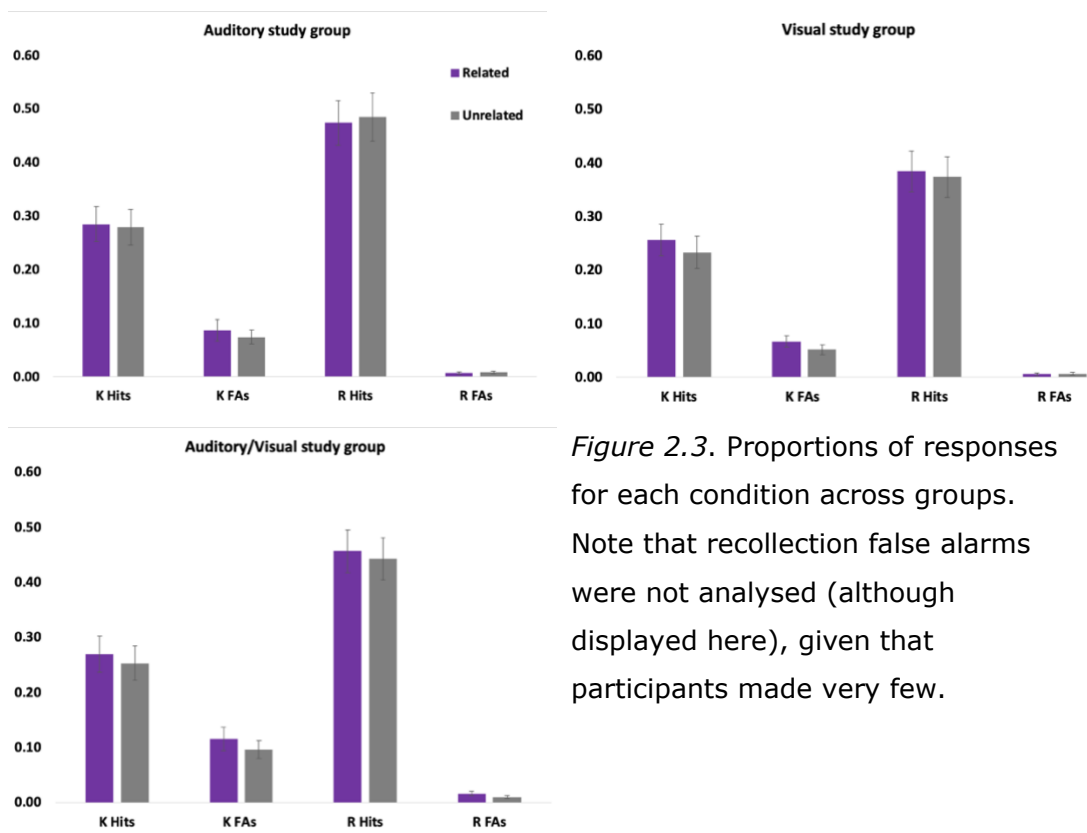 Auditory study group
0.60
0.50
0.40
0.30
0.20
0.10
0.00
Related
Unrelated
K Hits K FAs R Hits R FAs
Visual study group
0.60
0.50
0.40
0.30
0.20
0.10
0.00
K Hits K FAs R Hits R FAs
Auditory/Visual study group
0.60
0.50
0.40
0.30
0.20
0.10
0.00
K Hits K FAs R Hits R FAs
Figure 2.3. Proportions of responses
for each condition across groups.
Note that recollection false alarms
were not analysed (although
displayed here), given that
participants made very few.